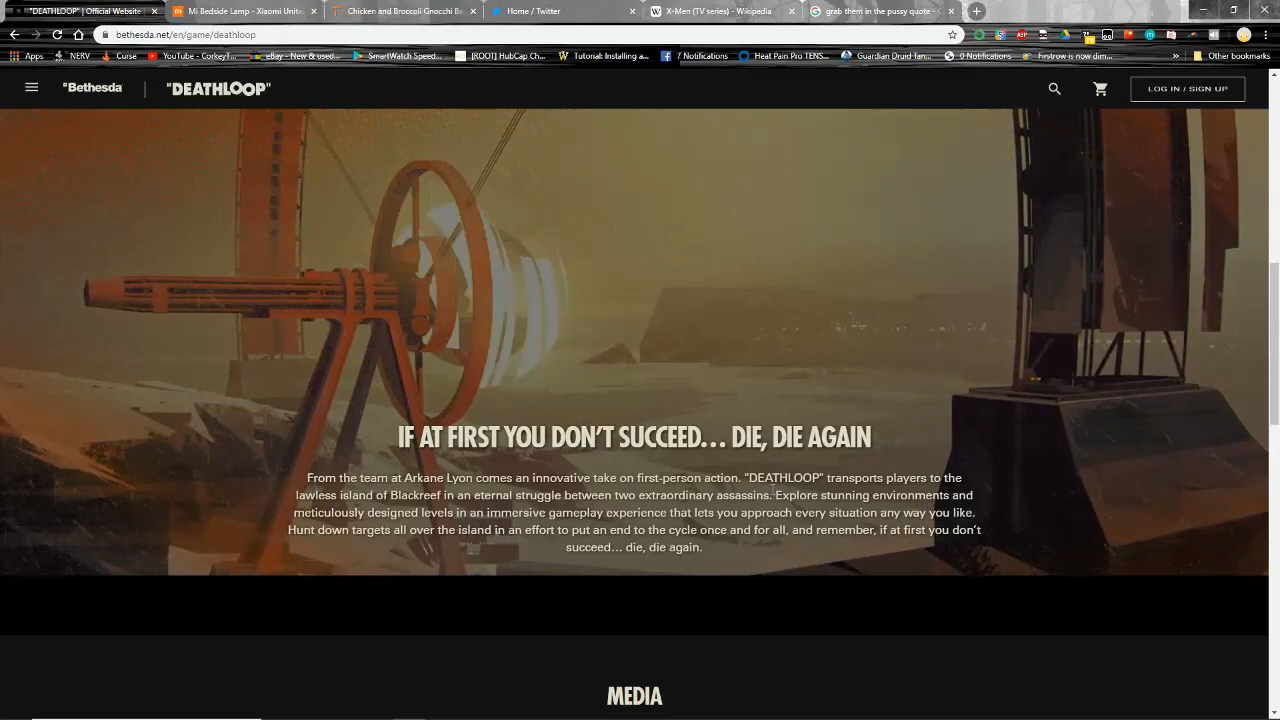 "DEATHLOOP" | Official Website
Mi Bedside Lamp - Xiaomi Unite
Chicken and Broccoli Gnocchi Ba
Home / Twitter
X-Men (TV series) - Wikipedia
grab them in the pussy quote -
bethesda.net/en/game/deathloop
Apps
NERV
Curse
YouTube - CorkeyT...
eBay - New & used...
SmartWatch Speed...
[ROOT] HubCap Ch...
Tutorial: Installing a...
7 Notifications
Heat Pain Pro TENS...
Guardian Druid Tan...
0 Notifications
Firstrow is now dim...
»
Other bookmarks
"Bethesda
"DEATHLOOP"
LOG IN / SIGN UP
IF AT FIRST YOU DON'T SUCCEED... DIE, DIE AGAIN
From the team at Arkane Lyon comes an innovative take on first-person action. "DEATHLOOP" transports players to the
lawless island of Blackreef in an eternal struggle between two extraordinary assassins. Explore stunning environments and
meticulously designed levels in an immersive gameplay experience that lets you approach every situation any way you like.
Hunt down targets all over the island in an effort to put an end to the cycle once and for all, and remember, if at first you don't
succeed... die, die again.
MEDIA